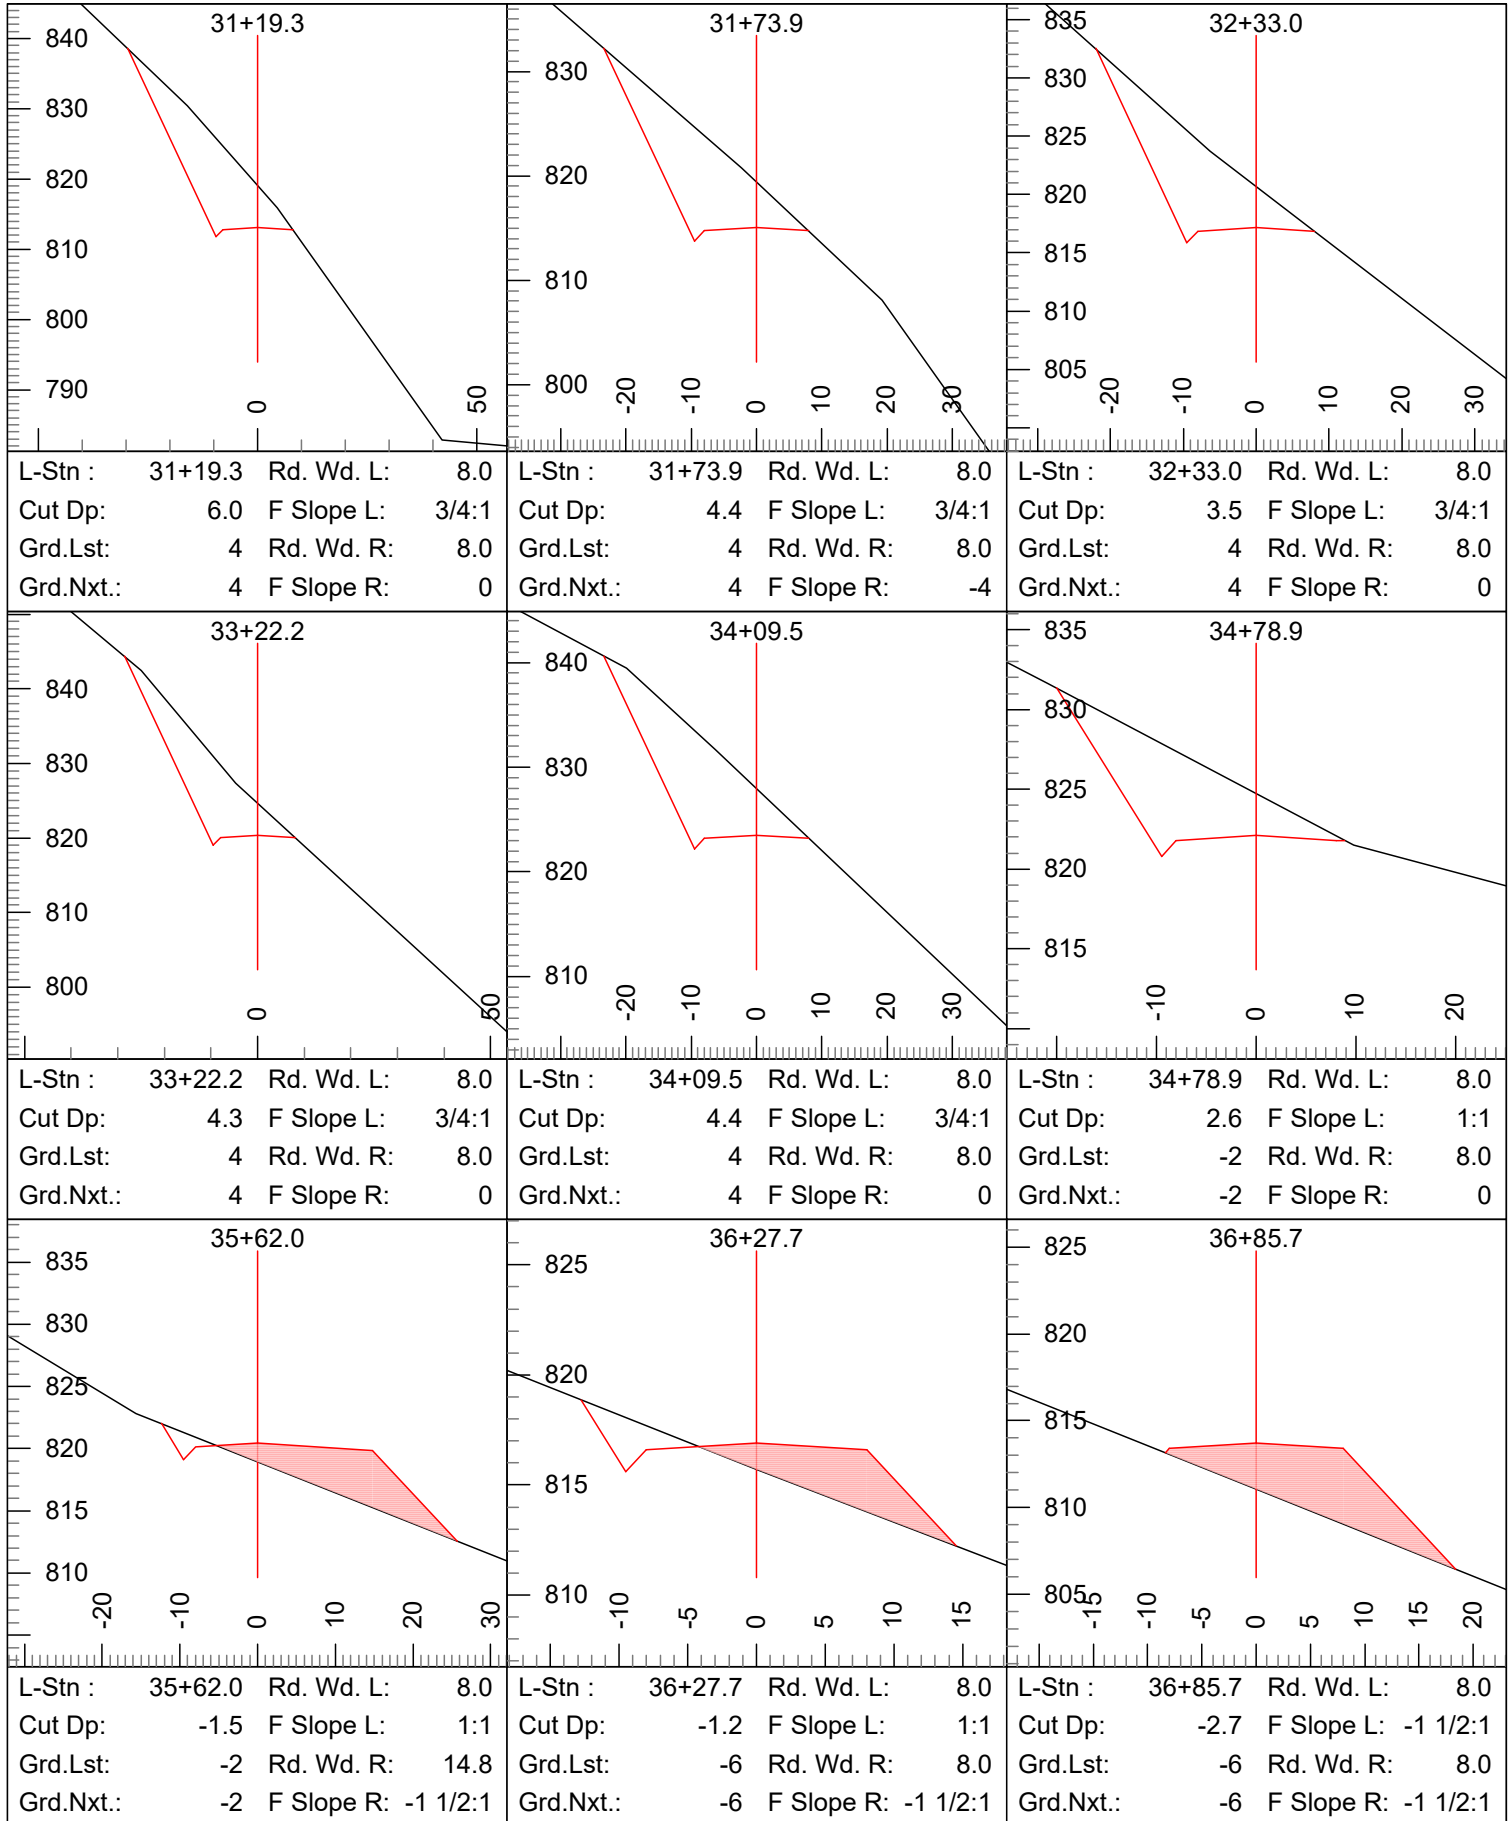 31+19.3
840
830
820
810
800
790
0
50
L-Stn : 31+19.3 Rd. Wd. L: 8.0
Cut Dp: 6.0 F Slope L: 3/4:1
Grd.Lst: 4 Rd. Wd. R: 8.0
Grd.Nxt.: 4 F Slope R: 0
31+73.9
830
820
810
800
-20 -10 0 10 20 30
L-Stn : 31+73.9 Rd. Wd. L: 8.0
Cut Dp: 4.4 F Slope L: 3/4:1
Grd.Lst: 4 Rd. Wd. R: 8.0
Grd.Nxt.: 4 F Slope R: -4
32+33.0
835
830
825
820
815
810
805
-20 -10 0 10 20 30
L-Stn : 32+33.0 Rd. Wd. L: 8.0
Cut Dp: 3.5 F Slope L: 3/4:1
Grd.Lst: 4 Rd. Wd. R: 8.0
Grd.Nxt.: 4 F Slope R: 0
33+22.2
840
830
820
810
800
0 50
L-Stn : 33+22.2 Rd. Wd. L: 8.0
Cut Dp: 4.3 F Slope L: 3/4:1
Grd.Lst: 4 Rd. Wd. R: 8.0
Grd.Nxt.: 4 F Slope R: 0
34+09.5
840
830
820
810
-20 -10 0 10 20 30
L-Stn : 34+09.5 Rd. Wd. L: 8.0
Cut Dp: 4.4 F Slope L: 3/4:1
Grd.Lst: 4 Rd. Wd. R: 8.0
Grd.Nxt.: 4 F Slope R: 0
34+78.9
835
830
825
820
815
-10 0 10 20
L-Stn : 34+78.9 Rd. Wd. L: 8.0
Cut Dp: 2.6 F Slope L: 1:1
Grd.Lst: -2 Rd. Wd. R: 8.0
Grd.Nxt.: -2 F Slope R: 0
35+62.0
835
830
825
820
815
810
-20 -10 0 10 20 30
L-Stn : 35+62.0 Rd. Wd. L: 8.0
Cut Dp: -1.5 F Slope L: 1:1
Grd.Lst: -2 Rd. Wd. R: 14.8
Grd.Nxt.: -2 F Slope R: -1 1/2:1
36+27.7
825
820
815
810
-10 -5 0 5 10 15
L-Stn : 36+27.7 Rd. Wd. L: 8.0
Cut Dp: -1.2 F Slope L: 1:1
Grd.Lst: -6 Rd. Wd. R: 8.0
Grd.Nxt.: -6 F Slope R: -1 1/2:1
36+85.7
825
820
815
810
805
-15 -10 -5 0 5 10 15 20
L-Stn : 36+85.7 Rd. Wd. L: 8.0
Cut Dp: -2.7 F Slope L: -1 1/2:1
Grd.Lst: -6 Rd. Wd. R: 8.0
Grd.Nxt.: -6 F Slope R: -1 1/2:1